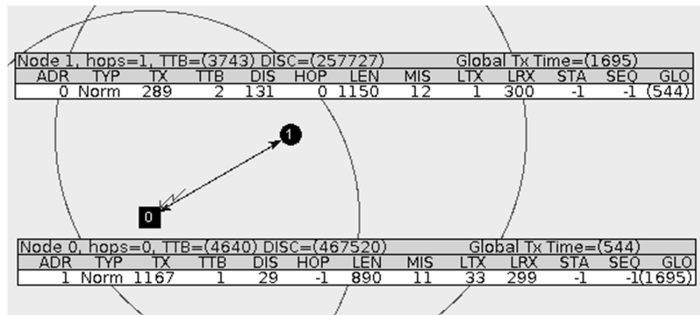 Node 1, hops=1, TTB=(3743) DISC=(257727) Global Tx Time=(1695)
ADR TYP TX TTB DIS HOP LEN MIS LTX LRX STA SEQ GLO
0 Norm 289 2 131 0 1150 12 1 300 -1 -1 (544)
1
0
Node 0, hops=0, TTB=(4640) DISC=(467520) Global Tx Time=(544)
ADR TYP TX TTB DIS HOP LEN MIS LTX LRX STA SEQ GLO
1 Norm 1167 1 29 -1 890 11 33 299 -1 -1(1695)